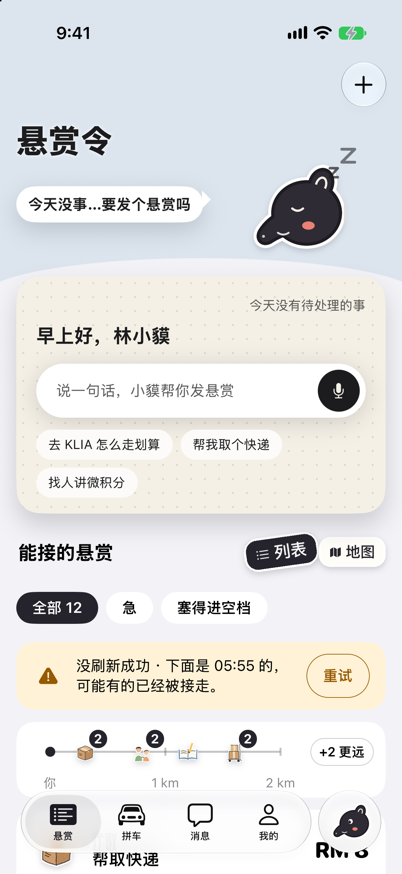 9:41
悬赏令
z
z
今天没事...要发个悬赏吗
今天没有待处理的事
早上好，林小貘
说一句话，小貘帮你发悬赏
去 KLIA 怎么走划算
帮我取个快递
找人讲微积分
能接的悬赏
列表
地图
全部 12
急
塞得进空档
没刷新成功 · 下面是 05:55 的，
可能有的已经被接走。
重试
2
2
2
+2 更远
你
1 km
2 km
悬赏
拼车
消息
我的
帮取快递
RM 8